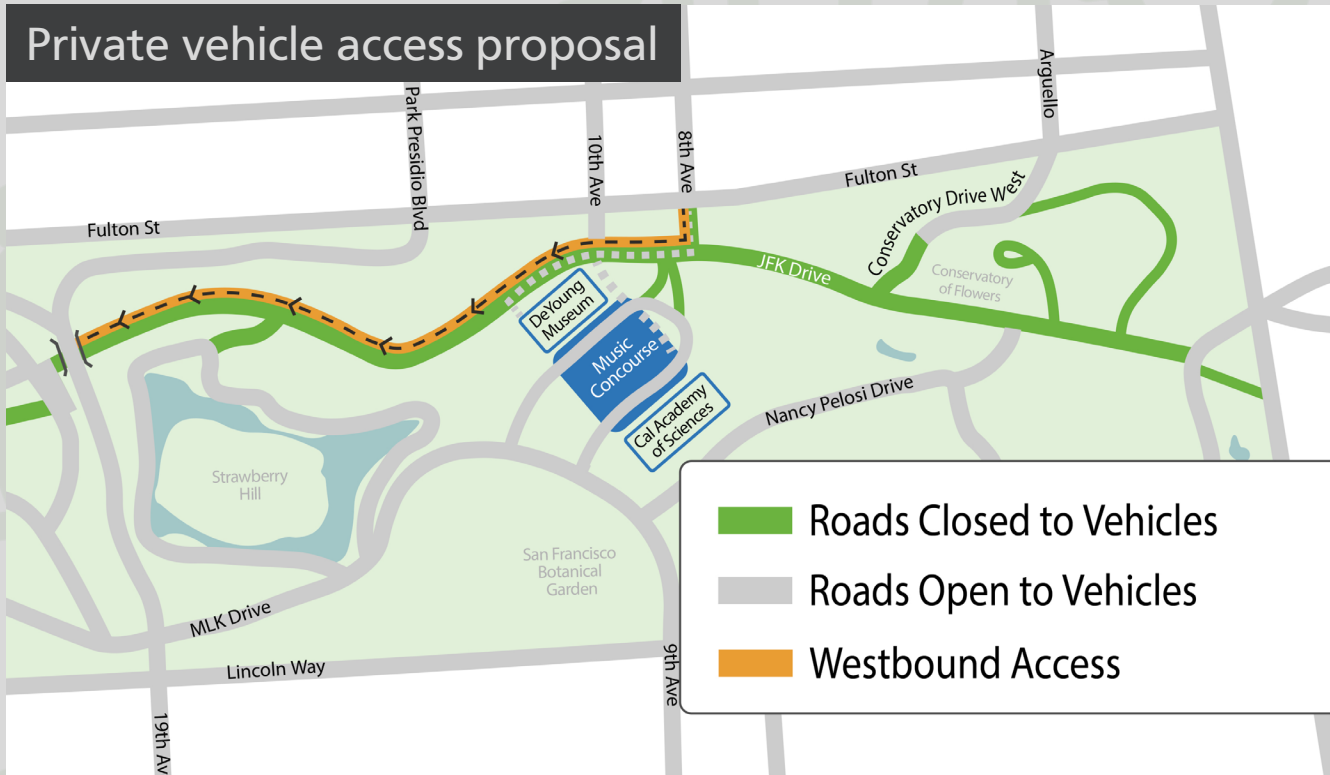 Private vehicle access proposal
Arguello
Park Presidio Blvd
10th Ave
8th Ave
Fulton St
Conservatory Drive West
Fulton St
JFK Drive
Conservatory
of Flowers
DeYoung
Museum
Music
Concourse
Nancy Pelosi Drive
Cal Academy
of Sciences
Strawberry
Hill
San Francisco
Botanical
Garden
MLK Drive
Lincoln Way
9th Ave
19th Av
Roads Closed to Vehicles
Roads Open to Vehicles
Westbound Access